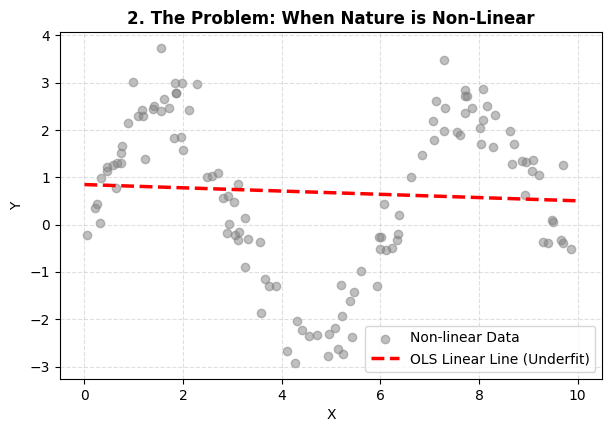 2. The Problem: When Nature is Non-Linear
4
3
2
1
0
−1
−2
−3
Y
0
2
4
6
8
10
X
Non-linear Data
OLS Linear Line (Underfit)